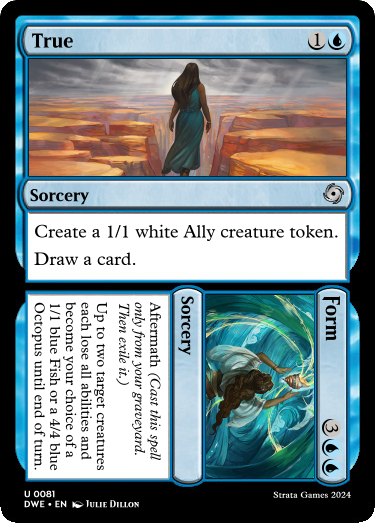 True 1
Sorcery
Create a 1/1 white Ally creature token.
Draw a card.
Form 3
Sorcery
Aftermath (Cast this spell
only from your graveyard.
Then exile it.)
Up to two target creatures
each lose all abilities and
become your choice of a
1/1 blue Fish or a 4/4 blue
Octopus until end of turn.
U 0081
DWE • EN JULIE DILLON
Strata Games 2024